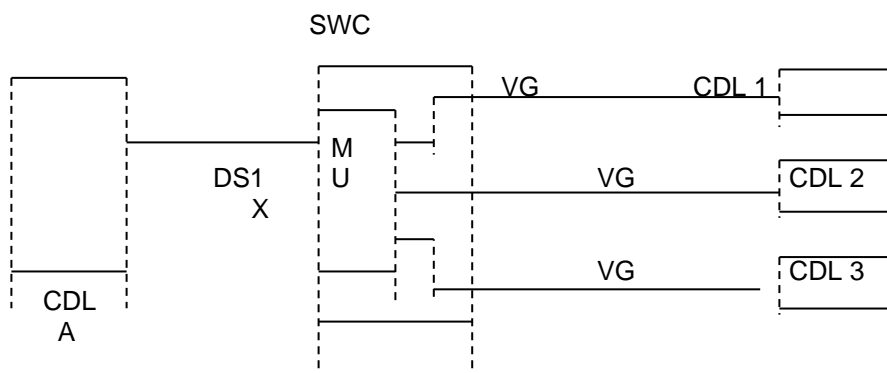 SWC
VG CDL 1
M
U
DS1
X
VG CDL 2
VG CDL 3
CDL
A